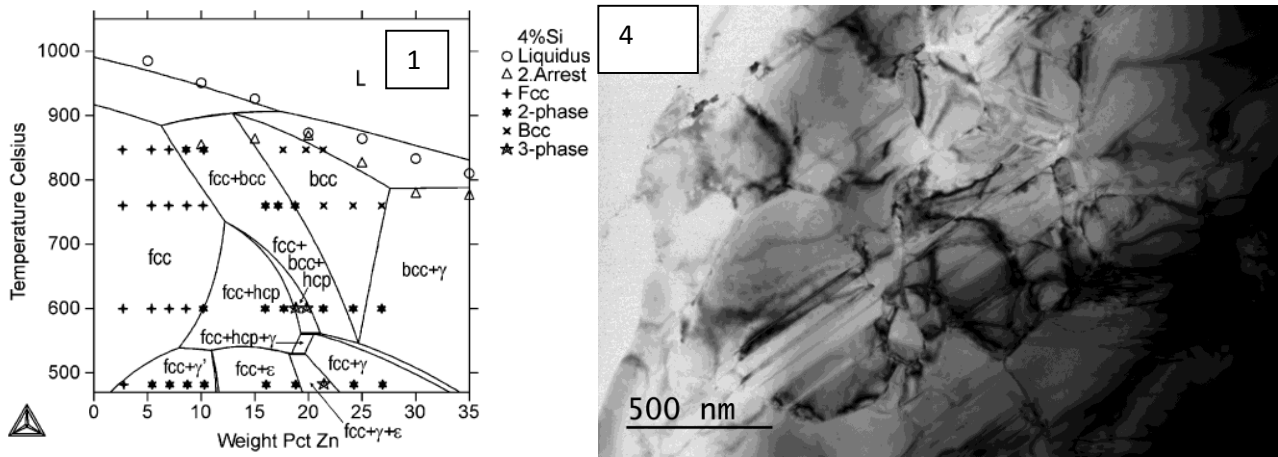 1
4%Si
Liquidus
2.Arrest
Fcc
2-phase
Bcc
3-phase
Temperature Celsius
1000
900
800
700
600
500
L
fcc+bcc
bcc
fcc
fcc+
bcc+
hcp
bcc+γ
fcc+hcp
fcc+hcp+γ
fcc+γ'
fcc+ε
fcc+γ
fcc+γ+ε
0
5
10
15
20
25
30
35
Weight Pct Zn
4
500 nm